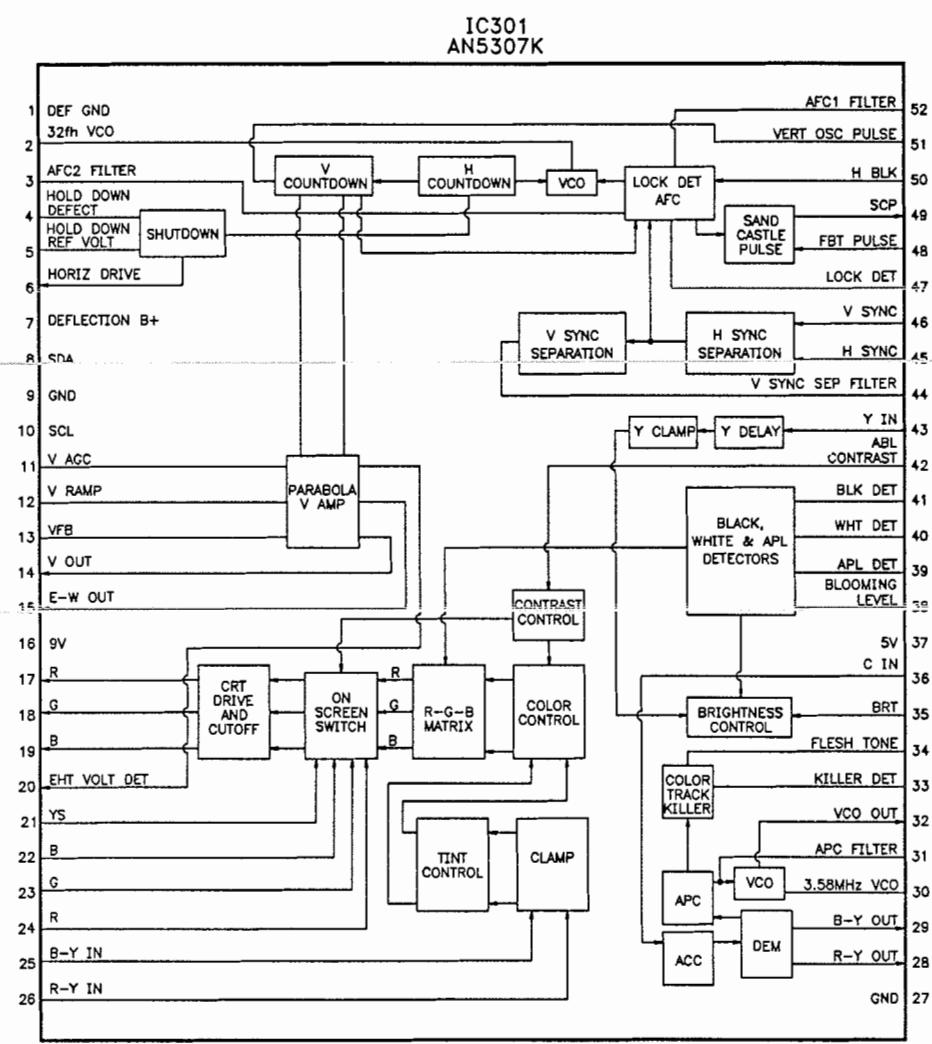 IC301
AN5307K
1 DEF GND
2 32fh VCO
3 AFC2 FILTER
4 HOLD DOWN
DEFECT
5 HOLD DOWN
REF VOLT
6 HORIZ DRIVE
7 DEFLECTION B+
8 SDA
9 GND
10 SCL
11 V AGC
12 V RAMP
13 VFB
14 V OUT
15 E-W OUT
16 9V
17 R
18 G
19 B
20 EHT VOLT DET
21 YS
22 B
23 G
24 R
25 B-Y IN
26 R-Y IN
V
COUNTDOWN
H
COUNTDOWN
VCO
LOCK DET
AFC
SHUTDOWN
SAND
CASTLE
PULSE
V SYNC
SEPARATION
H SYNC
SEPARATION
Y CLAMP
Y DELAY
PARABOLA
V AMP
BLACK,
WHITE & APL
DETECTORS
CONTRAST
CONTROL
CRT
DRIVE
AND
CUTOFF
ON
SCREEN
SWITCH
R
G
B
R-G-B
MATRIX
COLOR
CONTROL
BRIGHTNESS
CONTROL
TINT
CONTROL
CLAMP
COLOR
TRACK
KILLER
APC
VCO
ACC
DEM
AFC1 FILTER 52
VERT OSC PULSE 51
H BLK 50
SCP 49
FBT PULSE 48
LOCK DET 47
V SYNC 46
H SYNC 45
V SYNC SEP FILTER 44
Y IN 43
ABL
CONTRAST 42
BLK DET 41
WHT DET 40
APL DET 39
BLOOMING
LEVEL 38
5V 37
C IN 36
BRT 35
FLESH TONE 34
KILLER DET 33
VCO OUT 32
APC FILTER 31
3.58MHz VCO 30
B-Y OUT 29
R-Y OUT 28
GND 27